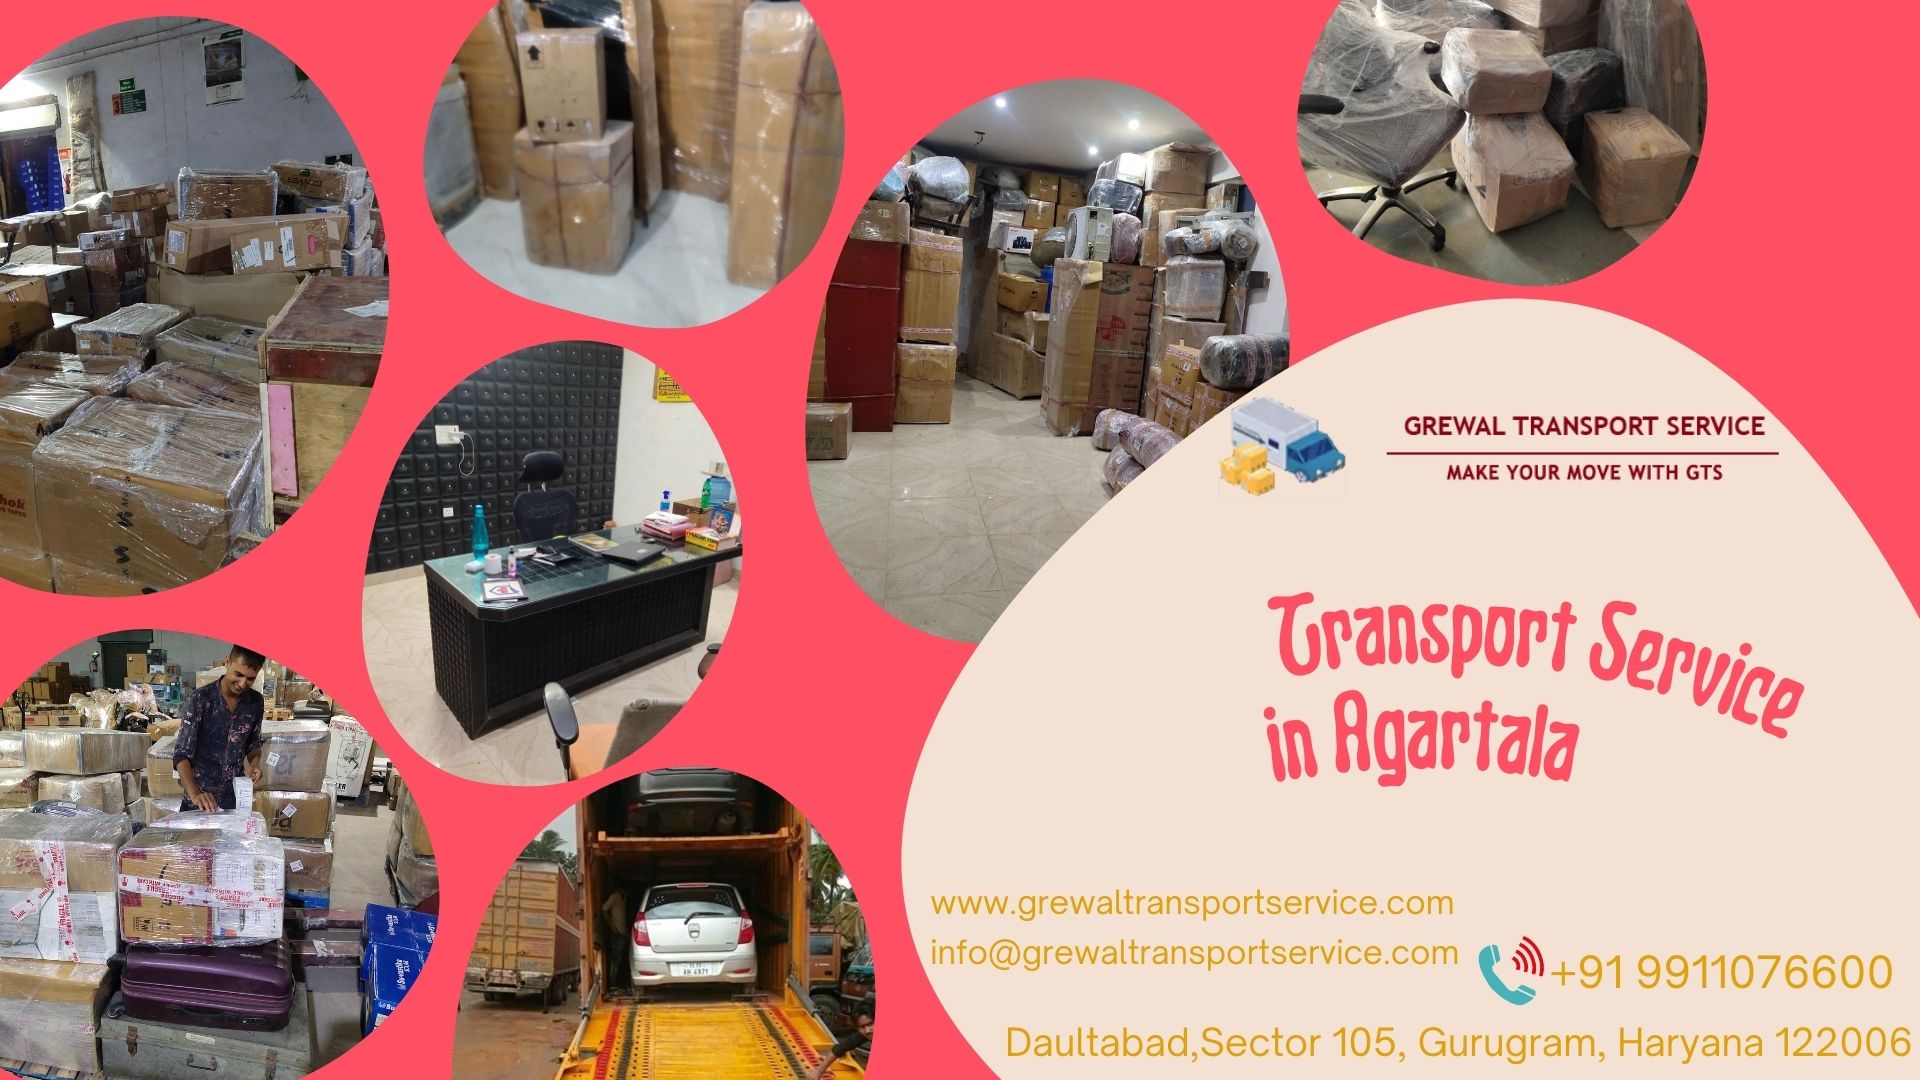 GREWAL TRANSPORT SERVICE
MAKE YOUR MOVE WITH GTS
Transport Service
in Agartala
www.grewaltransportservice.com
info@grewaltransportservice.com
+91 9911076600
Daultabad,Sector 105, Gurugram, Haryana 122006